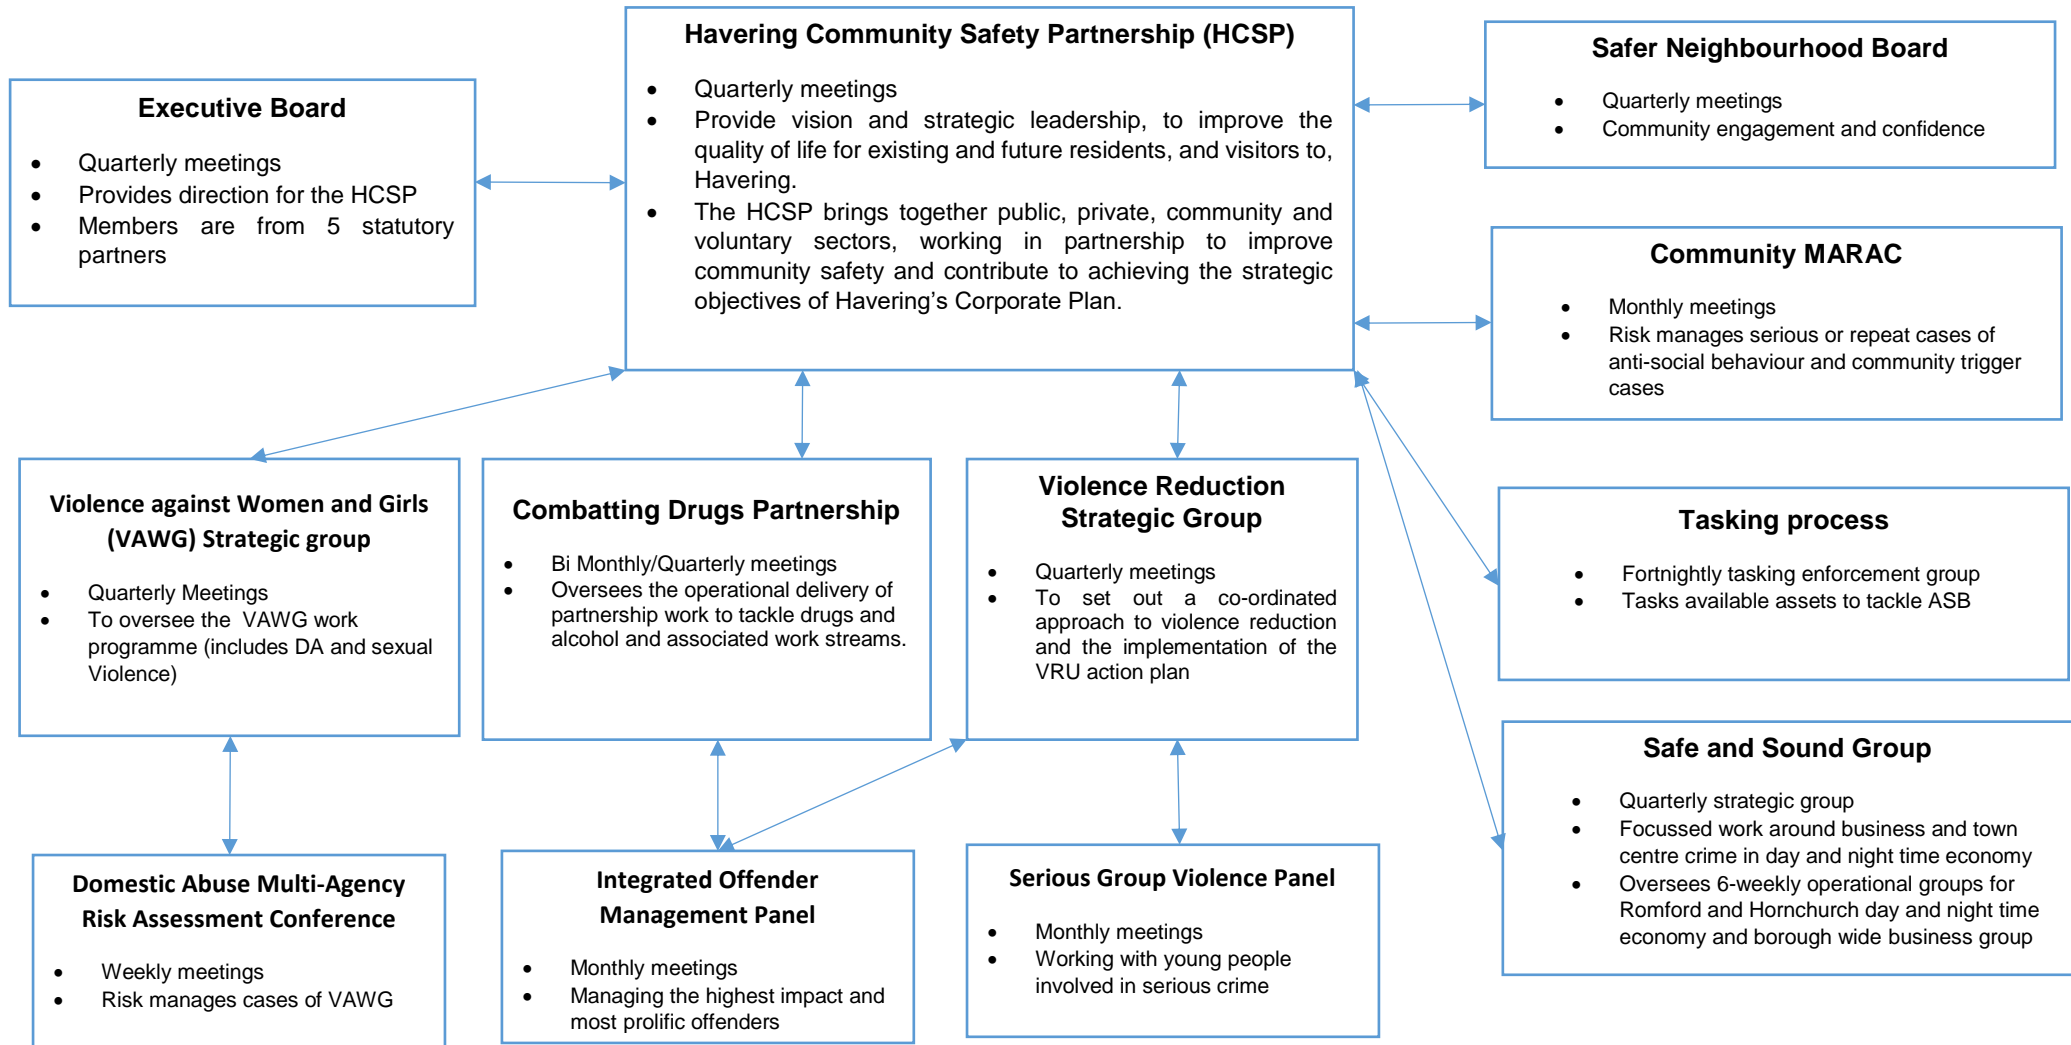 Havering Community Safety Partnership (HCSP)
• Quarterly meetings
• Provide vision and strategic leadership, to improve the
quality of life for existing and future residents, and visitors to,
Havering.
• The HCSP brings together public, private, community and
voluntary sectors, working in partnership to improve
community safety and contribute to achieving the strategic
objectives of Havering’s Corporate Plan.
Executive Board
• Quarterly meetings
• Provides direction for the HCSP
• Members are from 5 statutory
partners
Safer Neighbourhood Board
• Quarterly meetings
• Community engagement and confidence
Community MARAC
• Monthly meetings
• Risk manages serious or repeat cases of
anti-social behaviour and community trigger
cases
Violence against Women and Girls
(VAWG) Strategic group
• Quarterly Meetings
• To oversee the VAWG work
programme (includes DA and sexual
Violence)
Combatting Drugs Partnership
• Bi Monthly/Quarterly meetings
• Oversees the operational delivery of
partnership work to tackle drugs and
alcohol and associated work streams.
Violence Reduction
Strategic Group
• Quarterly meetings
• To set out a co-ordinated
approach to violence reduction
and the implementation of the
VRU action plan
Tasking process
• Fortnightly tasking enforcement group
• Tasks available assets to tackle ASB
Safe and Sound Group
• Quarterly strategic group
• Focussed work around business and town
centre crime in day and night time economy
• Oversees 6-weekly operational groups for
Romford and Hornchurch day and night time
economy and borough wide business group
Domestic Abuse Multi-Agency
Risk Assessment Conference
• Weekly meetings
• Risk manages cases of VAWG
Integrated Offender
Management Panel
• Monthly meetings
• Managing the highest impact and
most prolific offenders
Serious Group Violence Panel
• Monthly meetings
• Working with young people
involved in serious crime